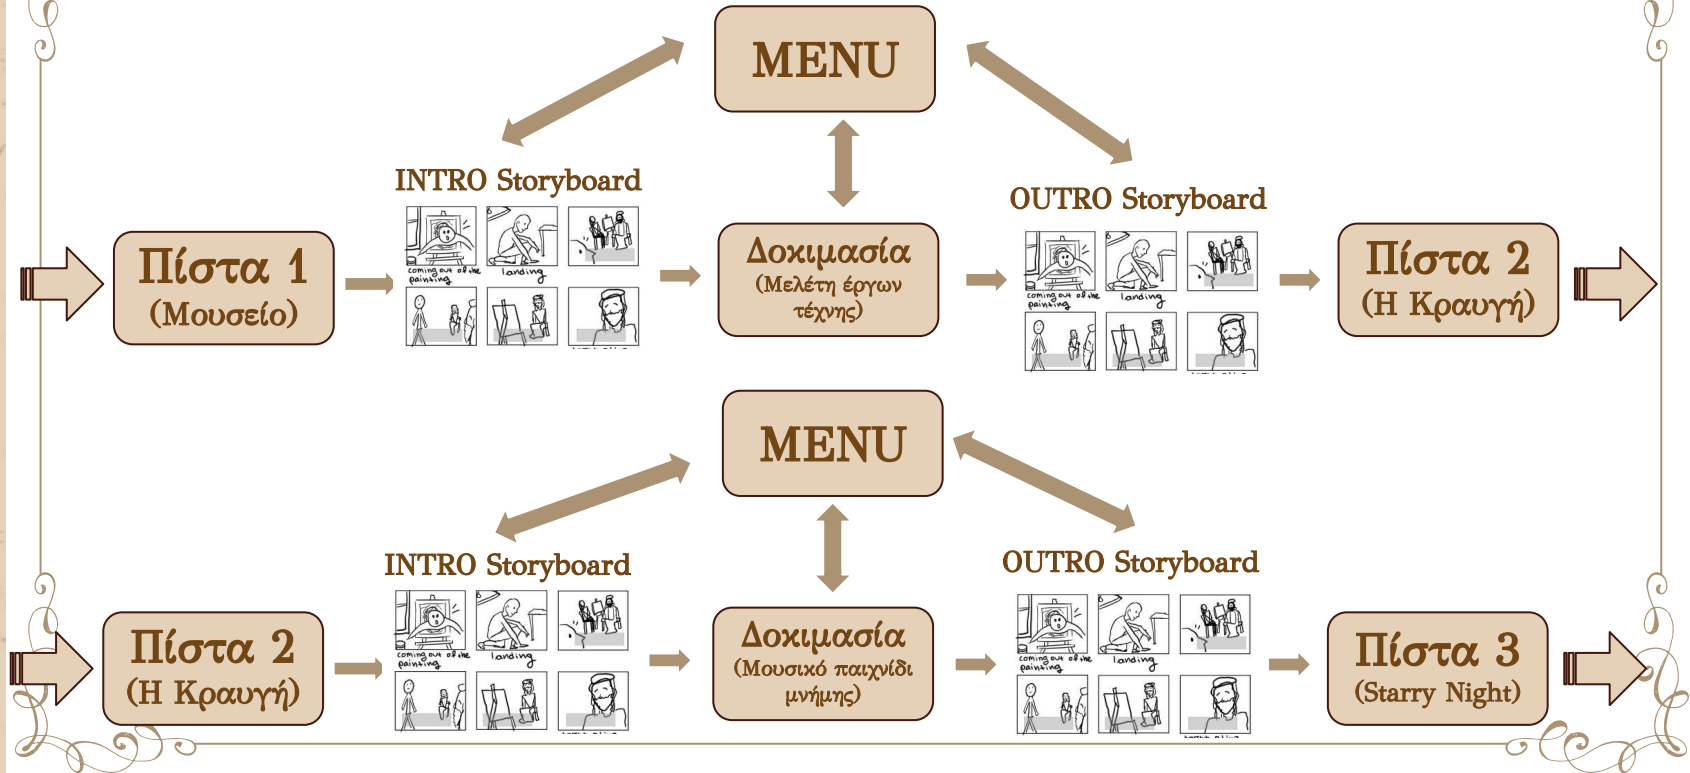 MENU
INTRO Storyboard
OUTRO Storyboard
Πίστα 1
(Μουσείο)
coming out of the
painting
landing
Δοκιμασία
(Μελέτη έργων
τέχνης)
coming out of the
painting
landing
Πίστα 2
(Η Κραυγή)
MENU
INTRO Storyboard
OUTRO Storyboard
Πίστα 2
(Η Κραυγή)
coming out of the
painting
landing
Δοκιμασία
(Μουσικό παιχνίδι
μνήμης)
coming out of the
painting
landing
Πίστα 3
(Starry Night)